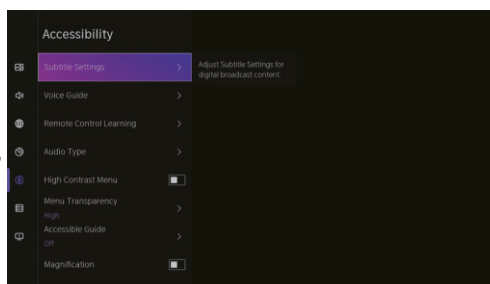 Accessibility
Subtitle Settings
Adjust Subtitle Settings for
digital broadcast content.
Voice Guide
Remote Control Learning
Audio Type
High Contrast Menu
Menu Transparency
High
Accessible Guide
Off
Magnification